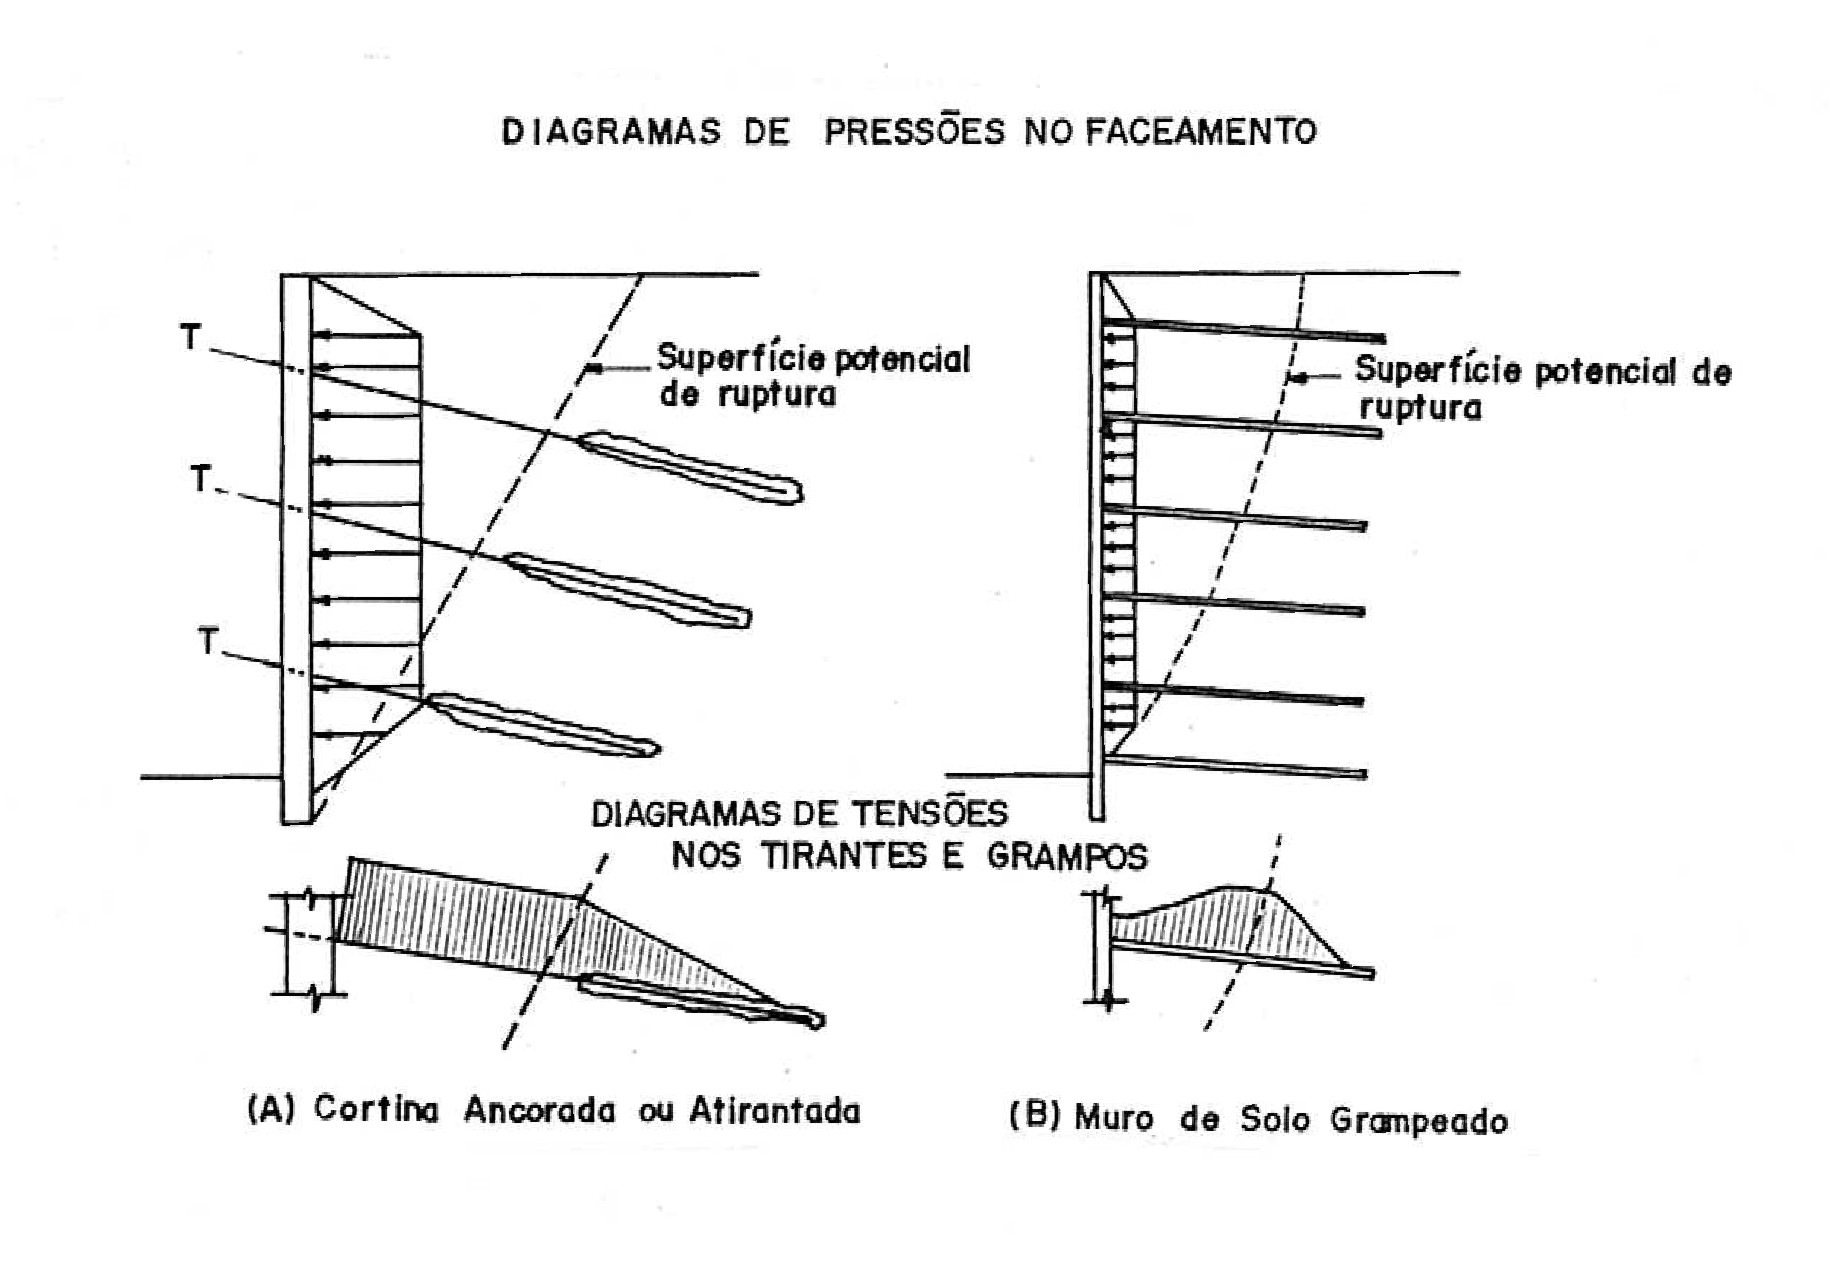 DIAGRAMAS DE PRESSÕES NO FACEAMENTO
T
Superfície potencial
de ruptura
T
T
Superfície potencial de
ruptura
DIAGRAMAS DE TENSÕES
NOS TIRANTES E GRAMPOS
(A) Cortina Ancorada ou Atirantada
(B) Muro de Solo Grampeado